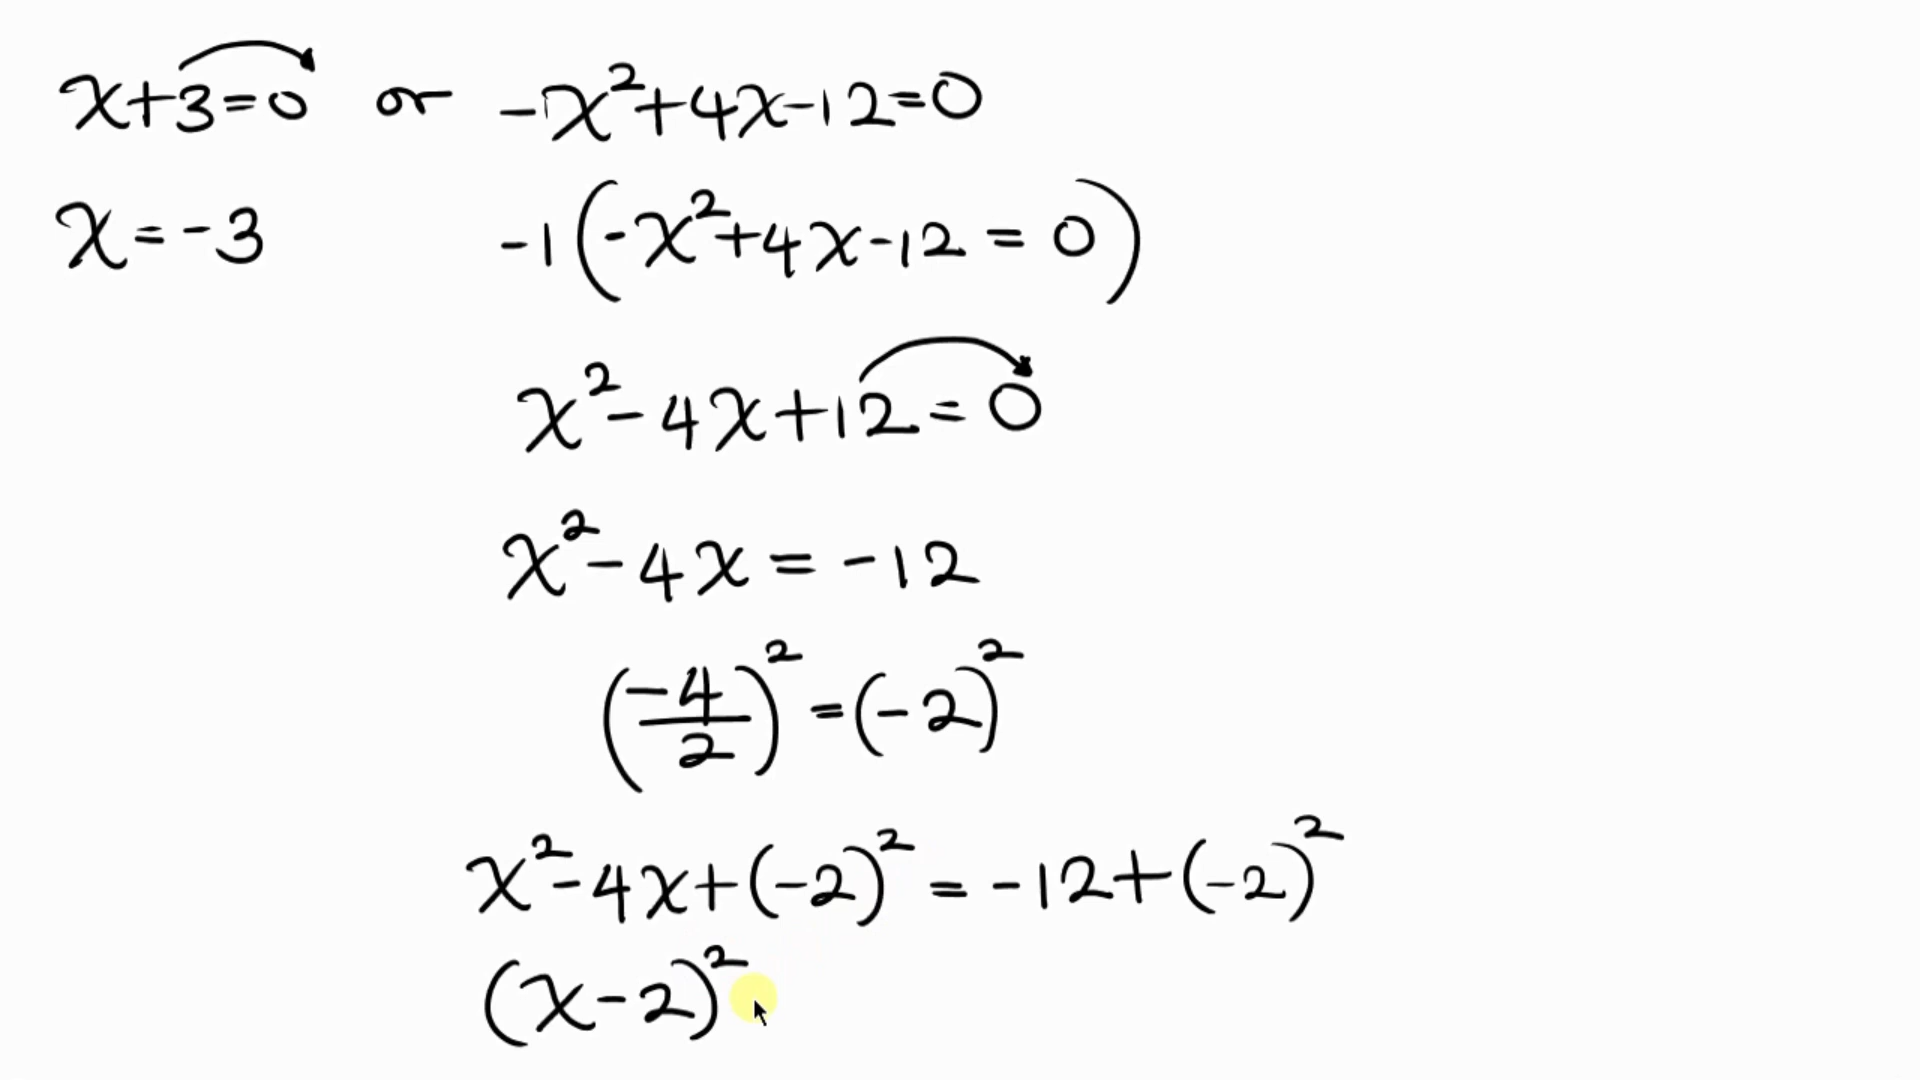 x+3=0 or -x²+4x-12=0
x=-3 -1(-x²+4x-12=0)
x²-4x+12=0
x²-4x=-12
(-4/2)²=(-2)²
x²-4x+(-2)²=-12+(-2)²
(x-2)²